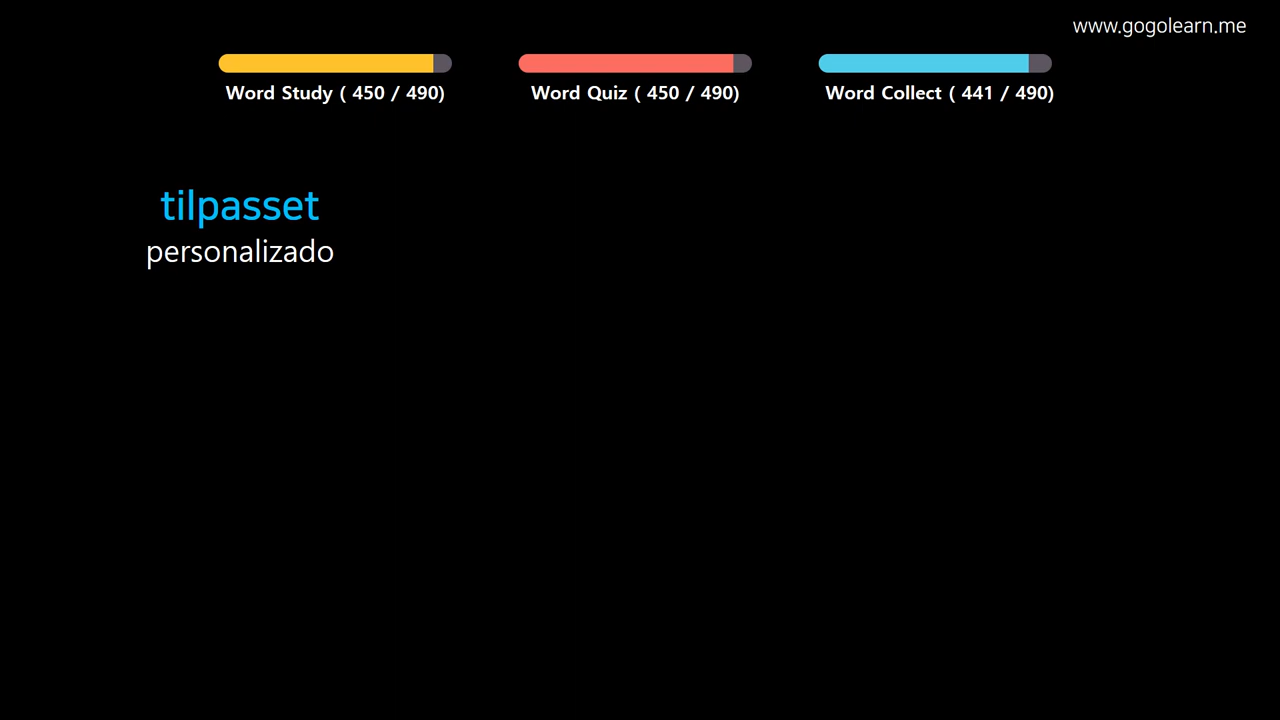 www.gogolearn.me
Word Study ( 450 / 490)
Word Quiz ( 450 / 490)
Word Collect ( 441 / 490)
tilpasset
personalizado